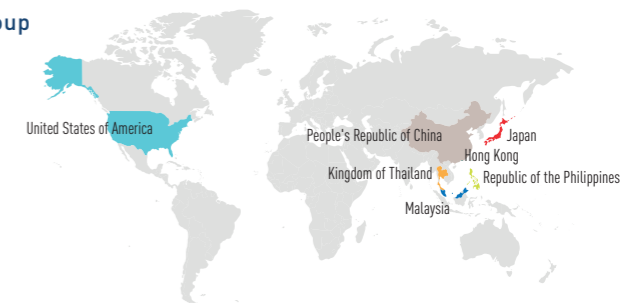 United States of America
People's Republic of China
Japan
Hong Kong
Kingdom of Thailand
Republic of the Philippines
Malaysia